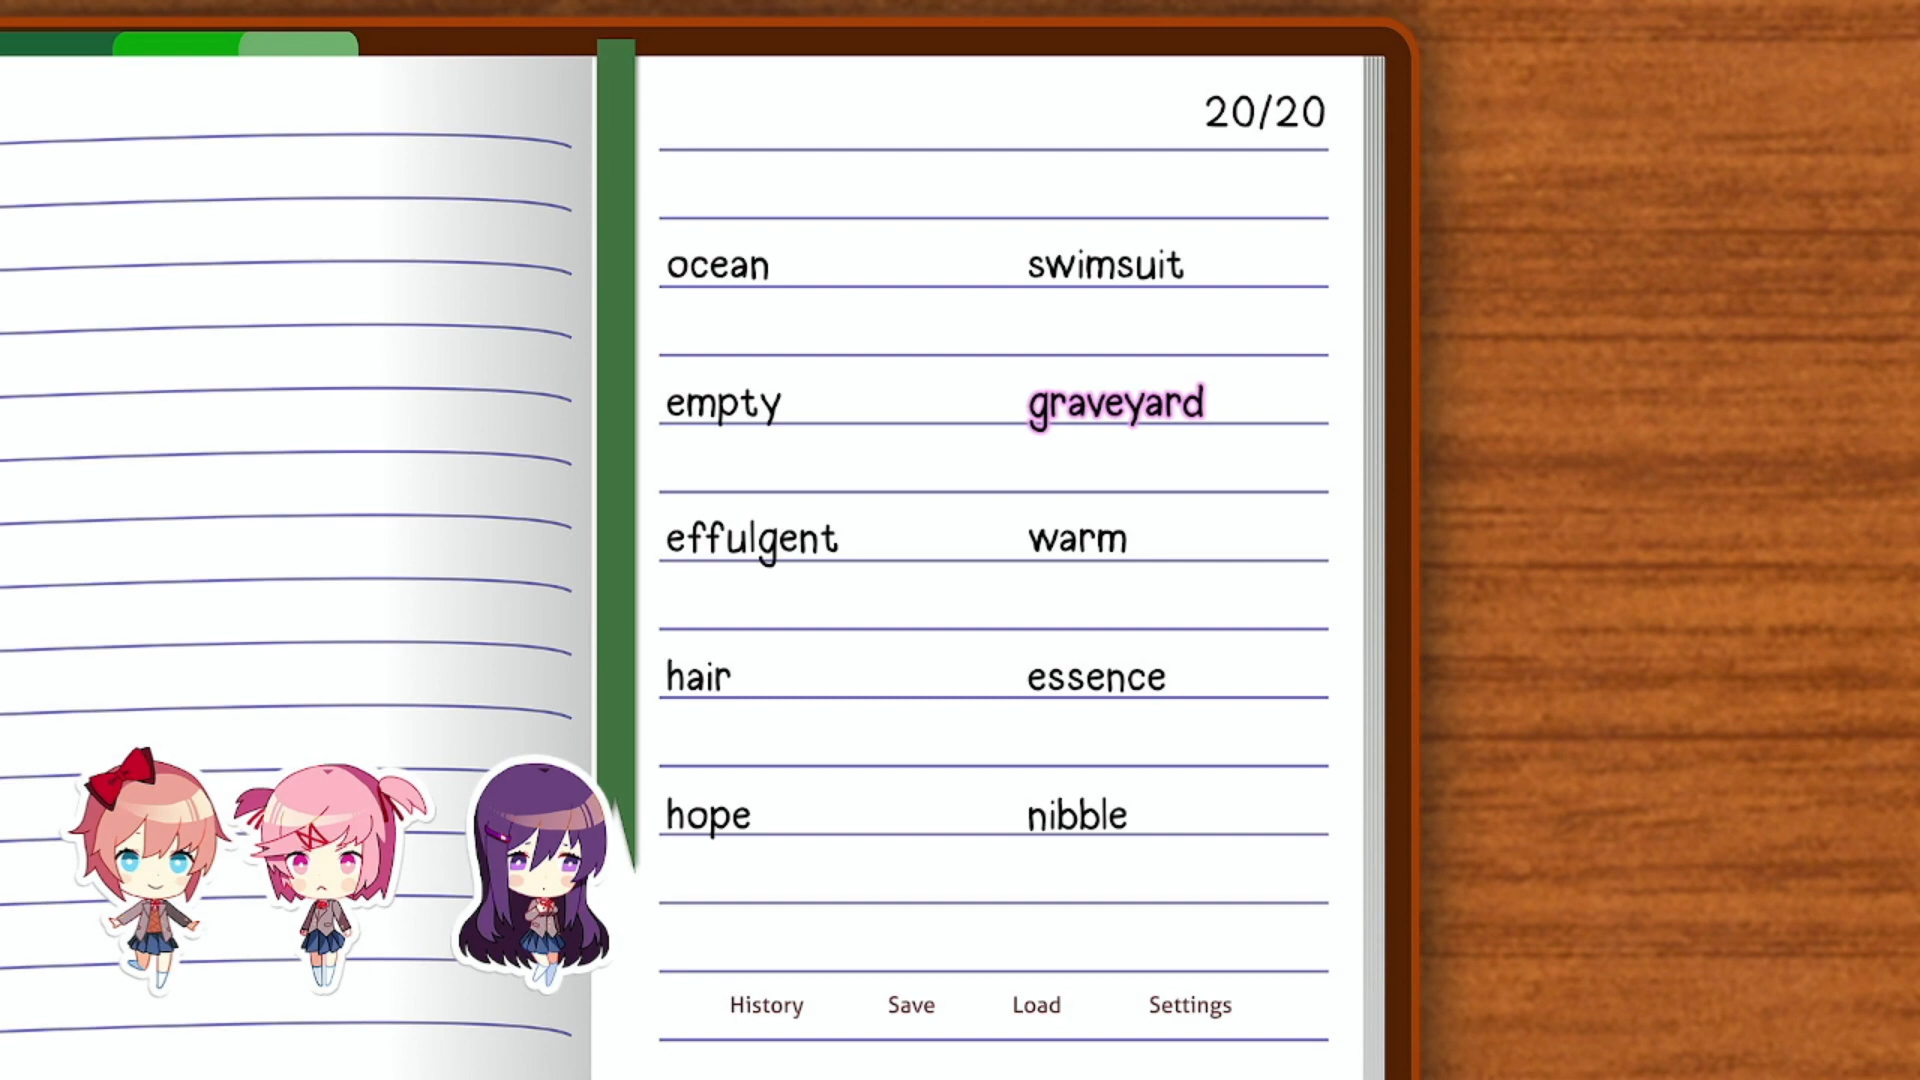 20/20
ocean swimsuit
empty graveyard
effulgent warm
hair essence
hope nibble
History Save Load Settings